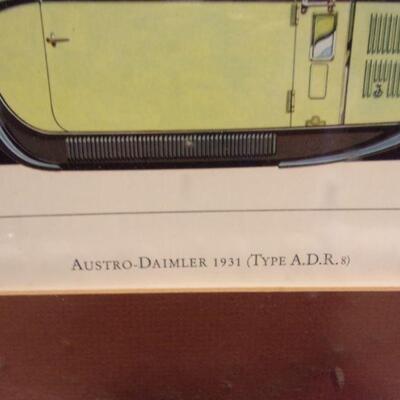 AUSTRO-DAIMLER 1931 (TYPE A.D.R. 8)